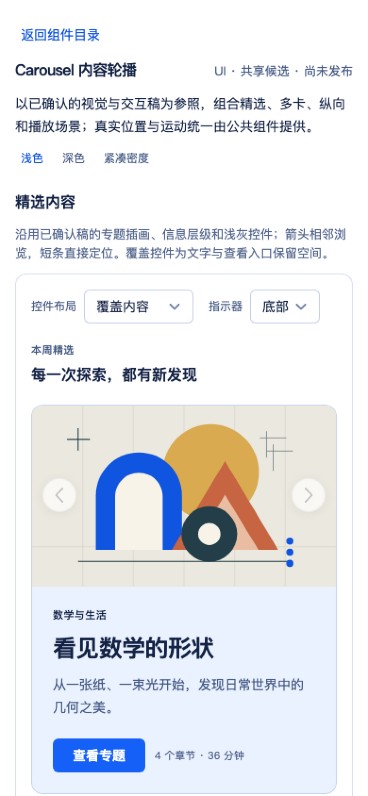 返回组件目录
Carousel 内容轮播
UI · 共享候选 · 尚未发布
以已确认的视觉与交互稿为参照，组合精选、多卡、纵向
和播放场景；真实位置与运动统一由公共组件提供。
浅色 深色 紧凑密度
精选内容
沿用已确认稿的专题插画、信息层级和浅灰控件；箭头相邻浏
览，短条直接定位。覆盖控件为文字与查看入口保留空间。
控件布局 覆盖内容 指示器 底部
本周精选
每一次探索，都有新发现
数学与生活
看见数学的形状
从一张纸、一束光开始，发现日常世界中的
几何之美。
查看专题 4 个章节 · 36 分钟